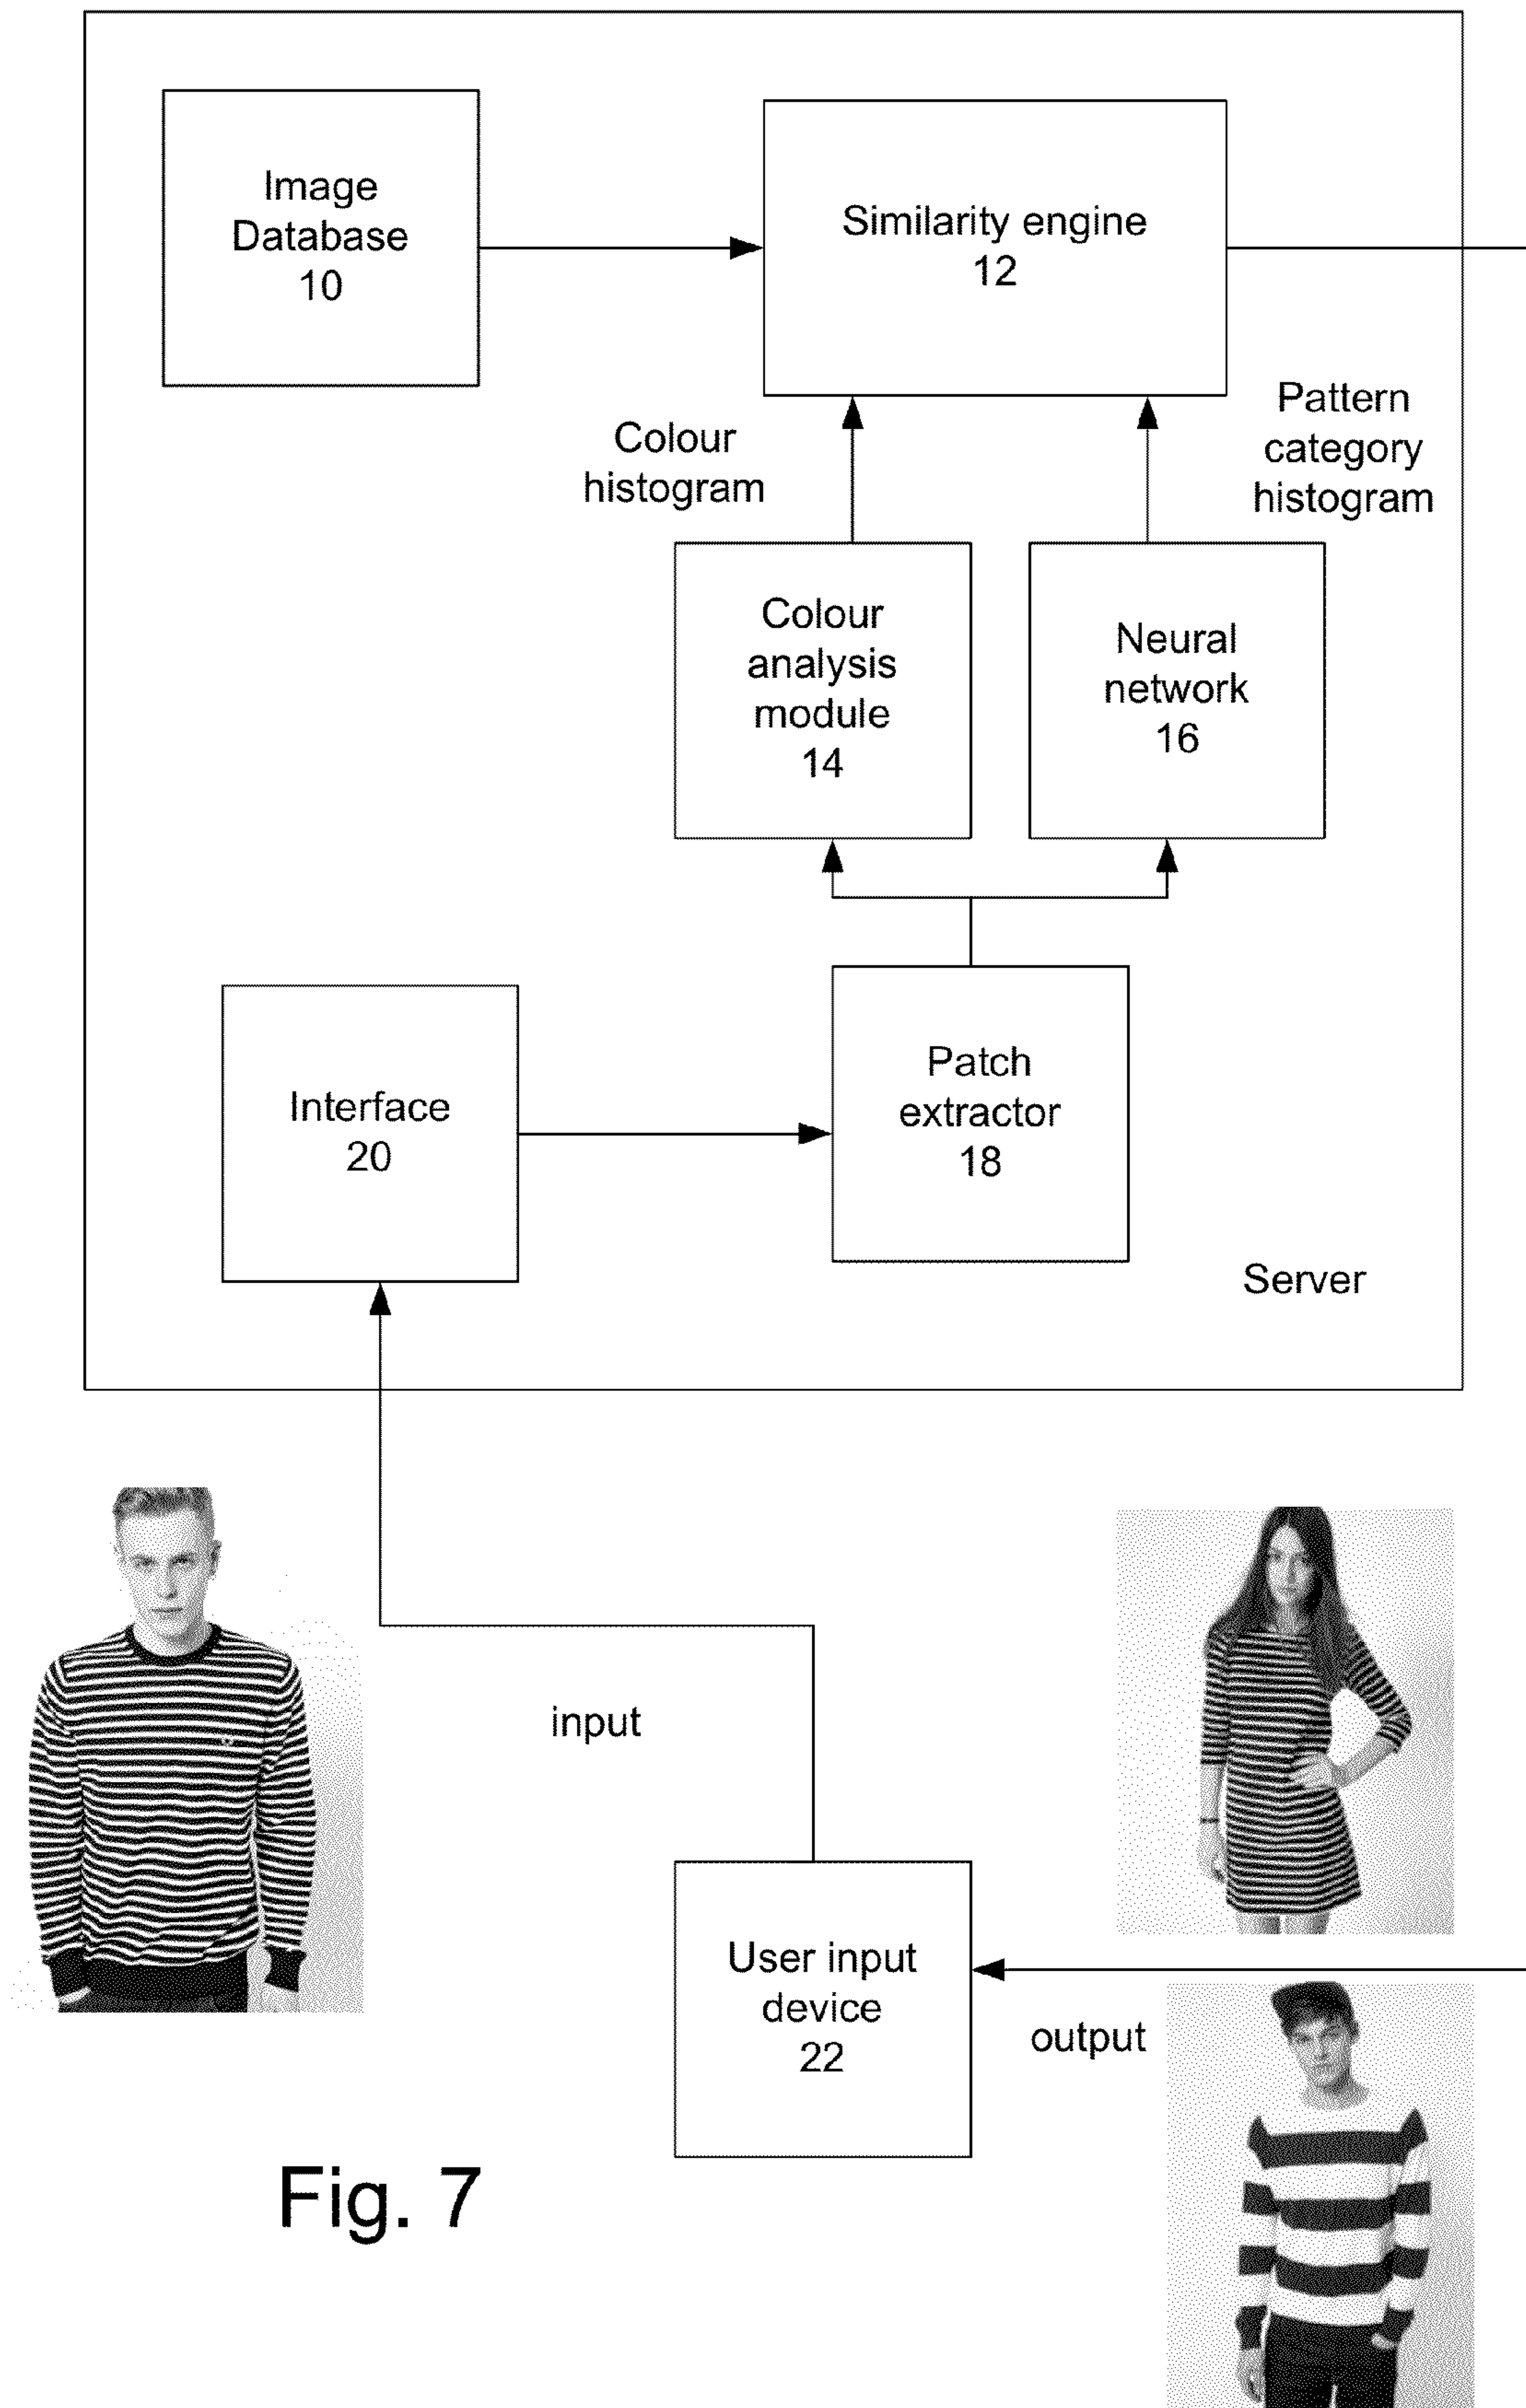 Image
Database
10
Similarity engine
12
Colour
histogram
Pattern
category
histogram
Colour
analysis
module
14
Neural
network
16
Interface
20
Patch
extractor
18
Server
input
User input
device
22
output
Fig. 7